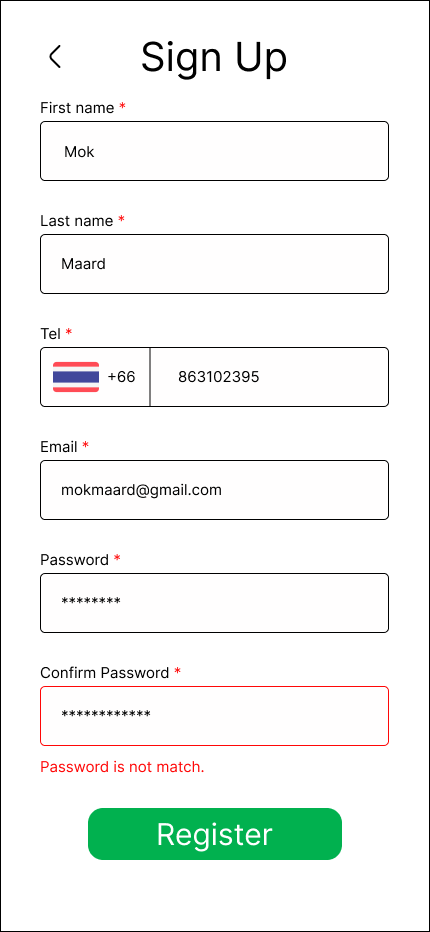 Sign Up
First name *
Mok
Last name *
Maard
Tel *
+66 863102395
Email *
mokmaard@gmail.com
Password *
********
Confirm Password *
************
Password is not match.
Register